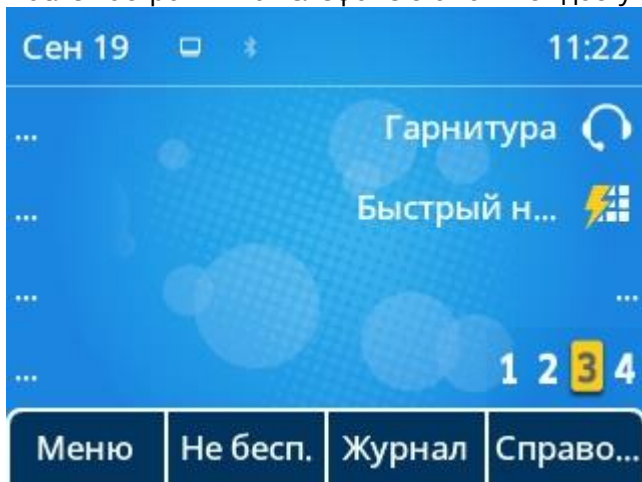 Сен 19 11:22
... Гарнитура
... Быстрый н...
... ...
... 1 2 3 4
Меню Не бесп. Журнал Справо...